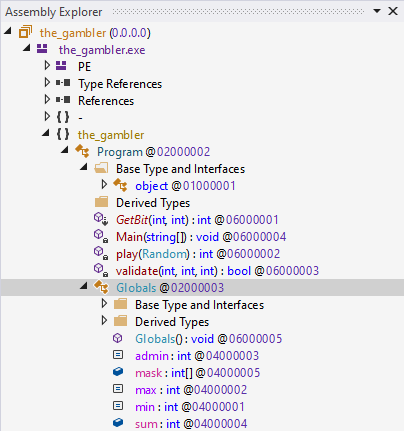 Assembly Explorer
the_gambler (0.0.0.0)
the_gambler.exe
PE
Type References
References
{ } -
{ } the_gambler
Program @02000002
Base Type and Interfaces
object @01000001
Derived Types
GetBit(int, int) : int @06000001
Main(string[]) : void @06000004
play(Random) : int @06000002
validate(int, int, int) : bool @06000003
Globals @02000003
Base Type and Interfaces
Derived Types
Globals() : void @06000005
admin : int @04000003
mask : int[] @04000005
max : int @04000002
min : int @04000001
sum : int @04000004